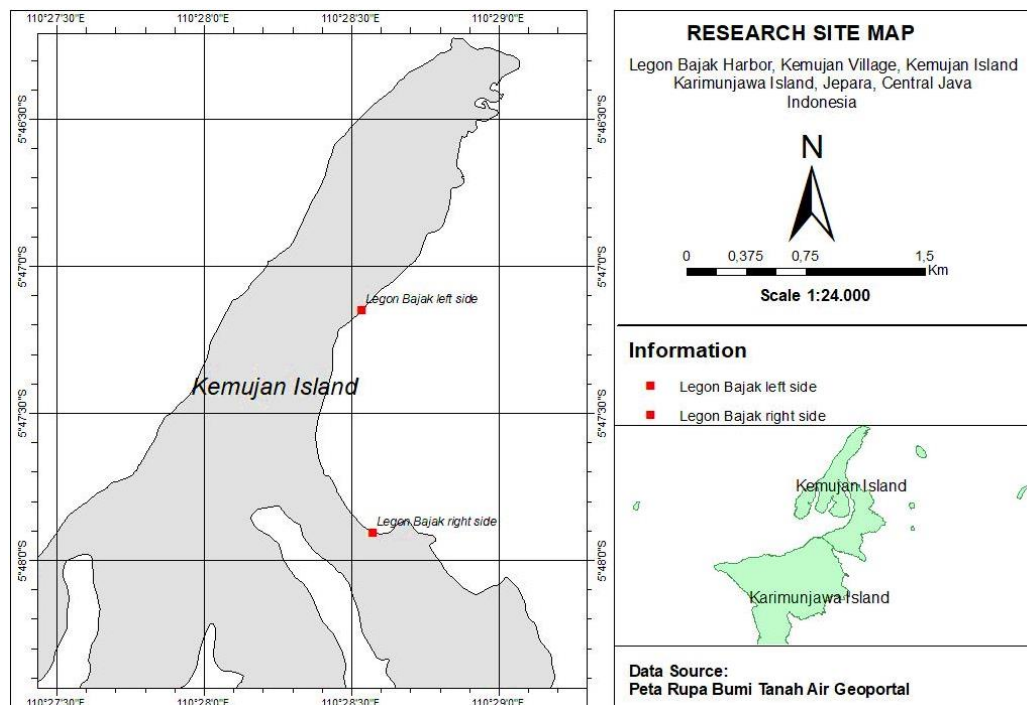 110°27'30"E 110°28'0"E 110°28'30"E 110°29'0"E
5°46'30"S 5°46'30"S
5°47'0"S 5°47'0"S
Legon Bajak left side
Kemujan Island
5°47'30"S 5°47'30"S
Legon Bajak right side
5°48'0"S 5°48'0"S
110°27'30"E 110°28'0"E 110°28'30"E 110°29'0"E
RESEARCH SITE MAP
Legon Bajak Harbor, Kemujan Village, Kemujan Island
Karimunjawa Island, Jepara, Central Java
Indonesia
N
0 0,375 0,75 1,5
Km
Scale 1:24.000
Information
Legon Bajak left side
Legon Bajak right side
Kemujan Island
Karimunjawa Island
Data Source:
Peta Rupa Bumi Tanah Air Geoportal